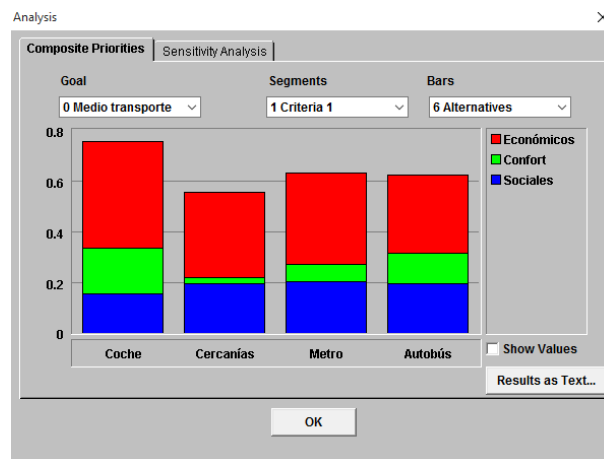 Analysis
Composite Priorities
Sensitivity Analysis
Goal
Segments
Bars
0 Medio transporte
1 Criteria 1
6 Alternatives
0.8
0.6
0.4
0.2
0
Económicos
Confort
Sociales
Coche
Cercanías
Metro
Autobús
Show Values
Results as Text...
OK